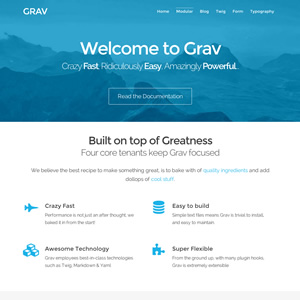 GRAV
Home Modular Blog Twig Form Typography
Welcome to Grav
Crazy Fast. Ridiculously Easy. Amazingly Powerful.
Read the Documentation
Built on top of Greatness
Four core tenants keep Grav focused
We believe the best recipe to make something great, is to bake with quality ingredients and add
dollops of cool stuff:
Crazy Fast
Performance is not just an after thought, we
baked it in from the start!
Easy to build
Simple text files means Grav is trivial to install,
and easy to maintain
Awesome Technology
Grav employees best-in-class technologies
such as Twig, Markdown & Yaml
Super Flexible
From the ground up, with many plugin hooks,
Grav is extremely extensible